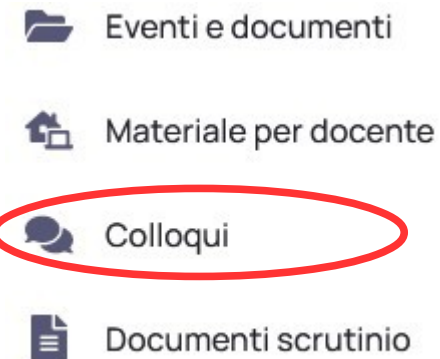 Eventi e documenti
Materiale per docente
Colloqui
Documenti scrutinio